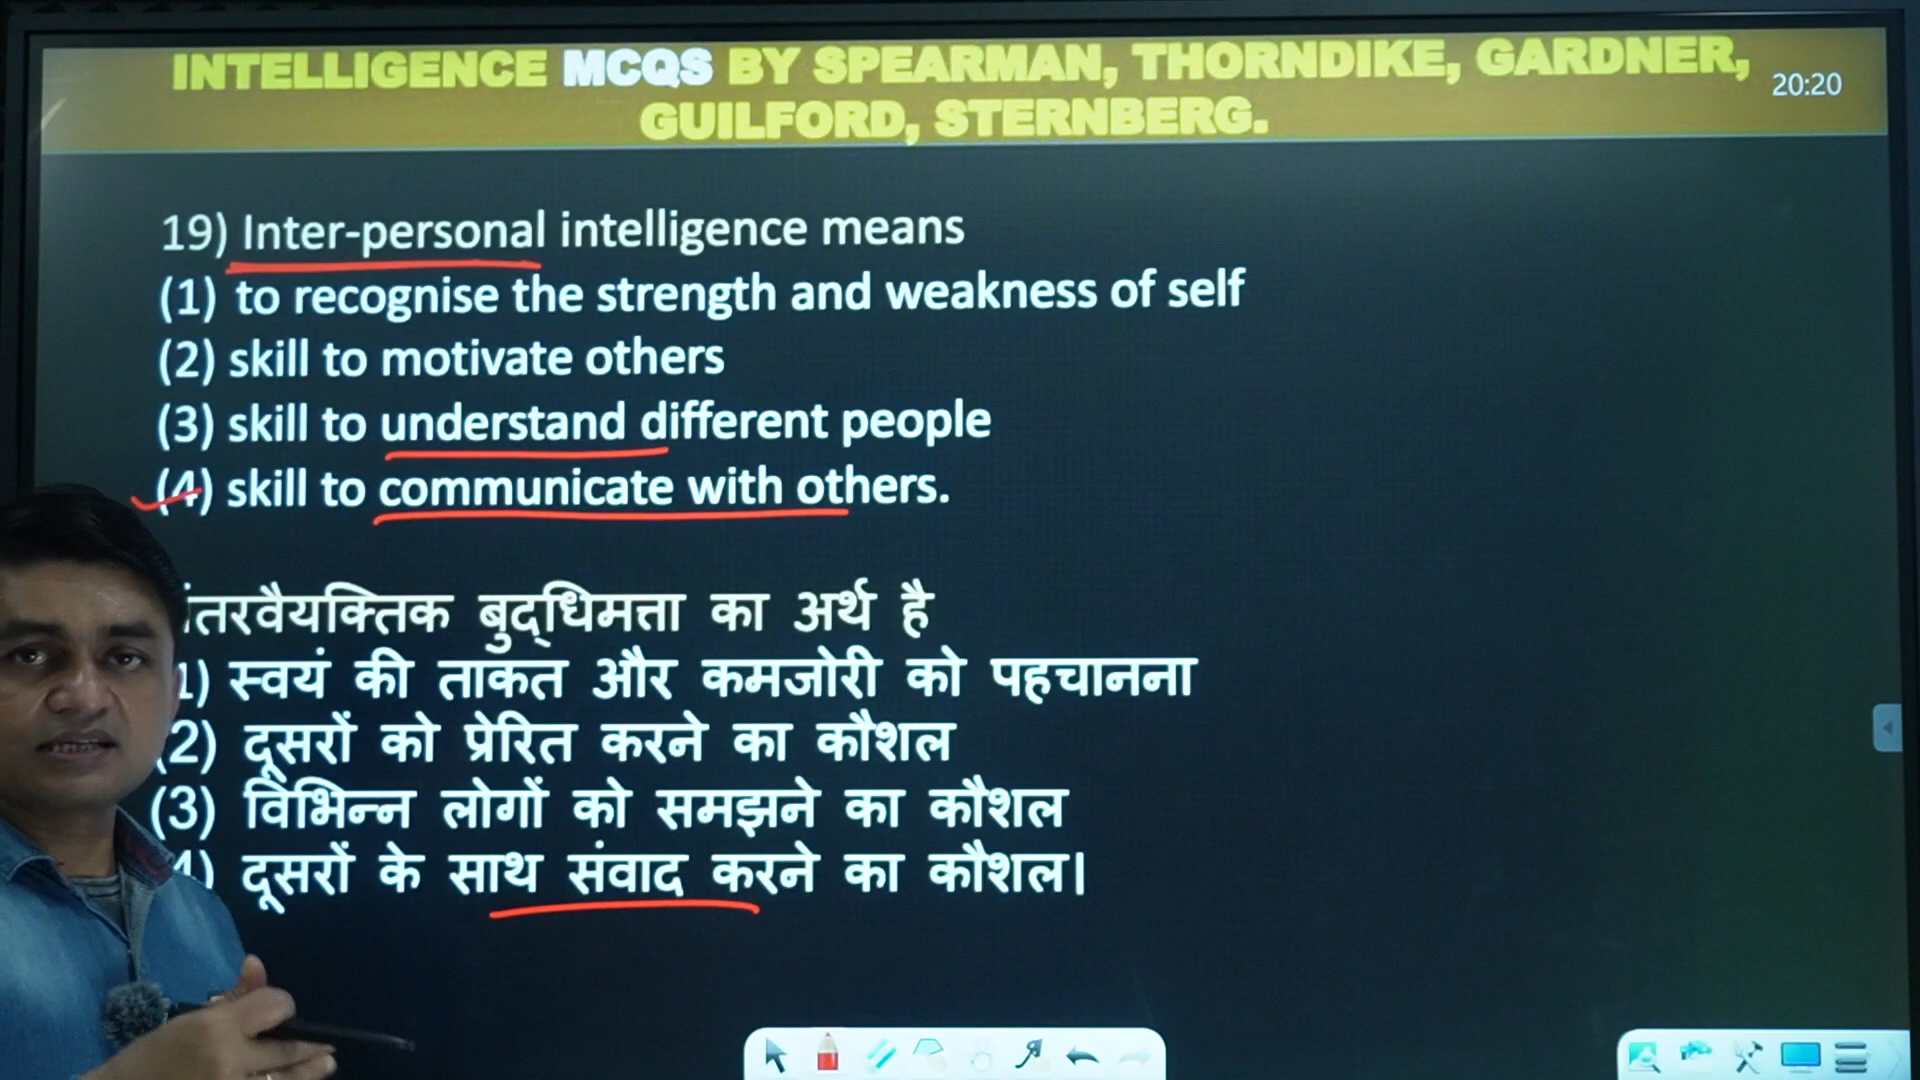 INTELLIGENCE MCQS BY SPEARMAN, THORNDIKE, GARDNER,
GUILFORD, STERNBERG.
20:20
19) Inter-personal intelligence means
(1) to recognise the strength and weakness of self
(2) skill to motivate others
(3) skill to understand different people
(4) skill to communicate with others.
बुद्धिमत्ता का अर्थ है
1) स्वयं की ताकत और कमजोरी को पहचानना
(2) दूसरों को प्रेरित करने का कौशल
(3) विभिन्न लोगों को समझने का कौशल
4) दूसरों के साथ संवाद करने का कौशल।